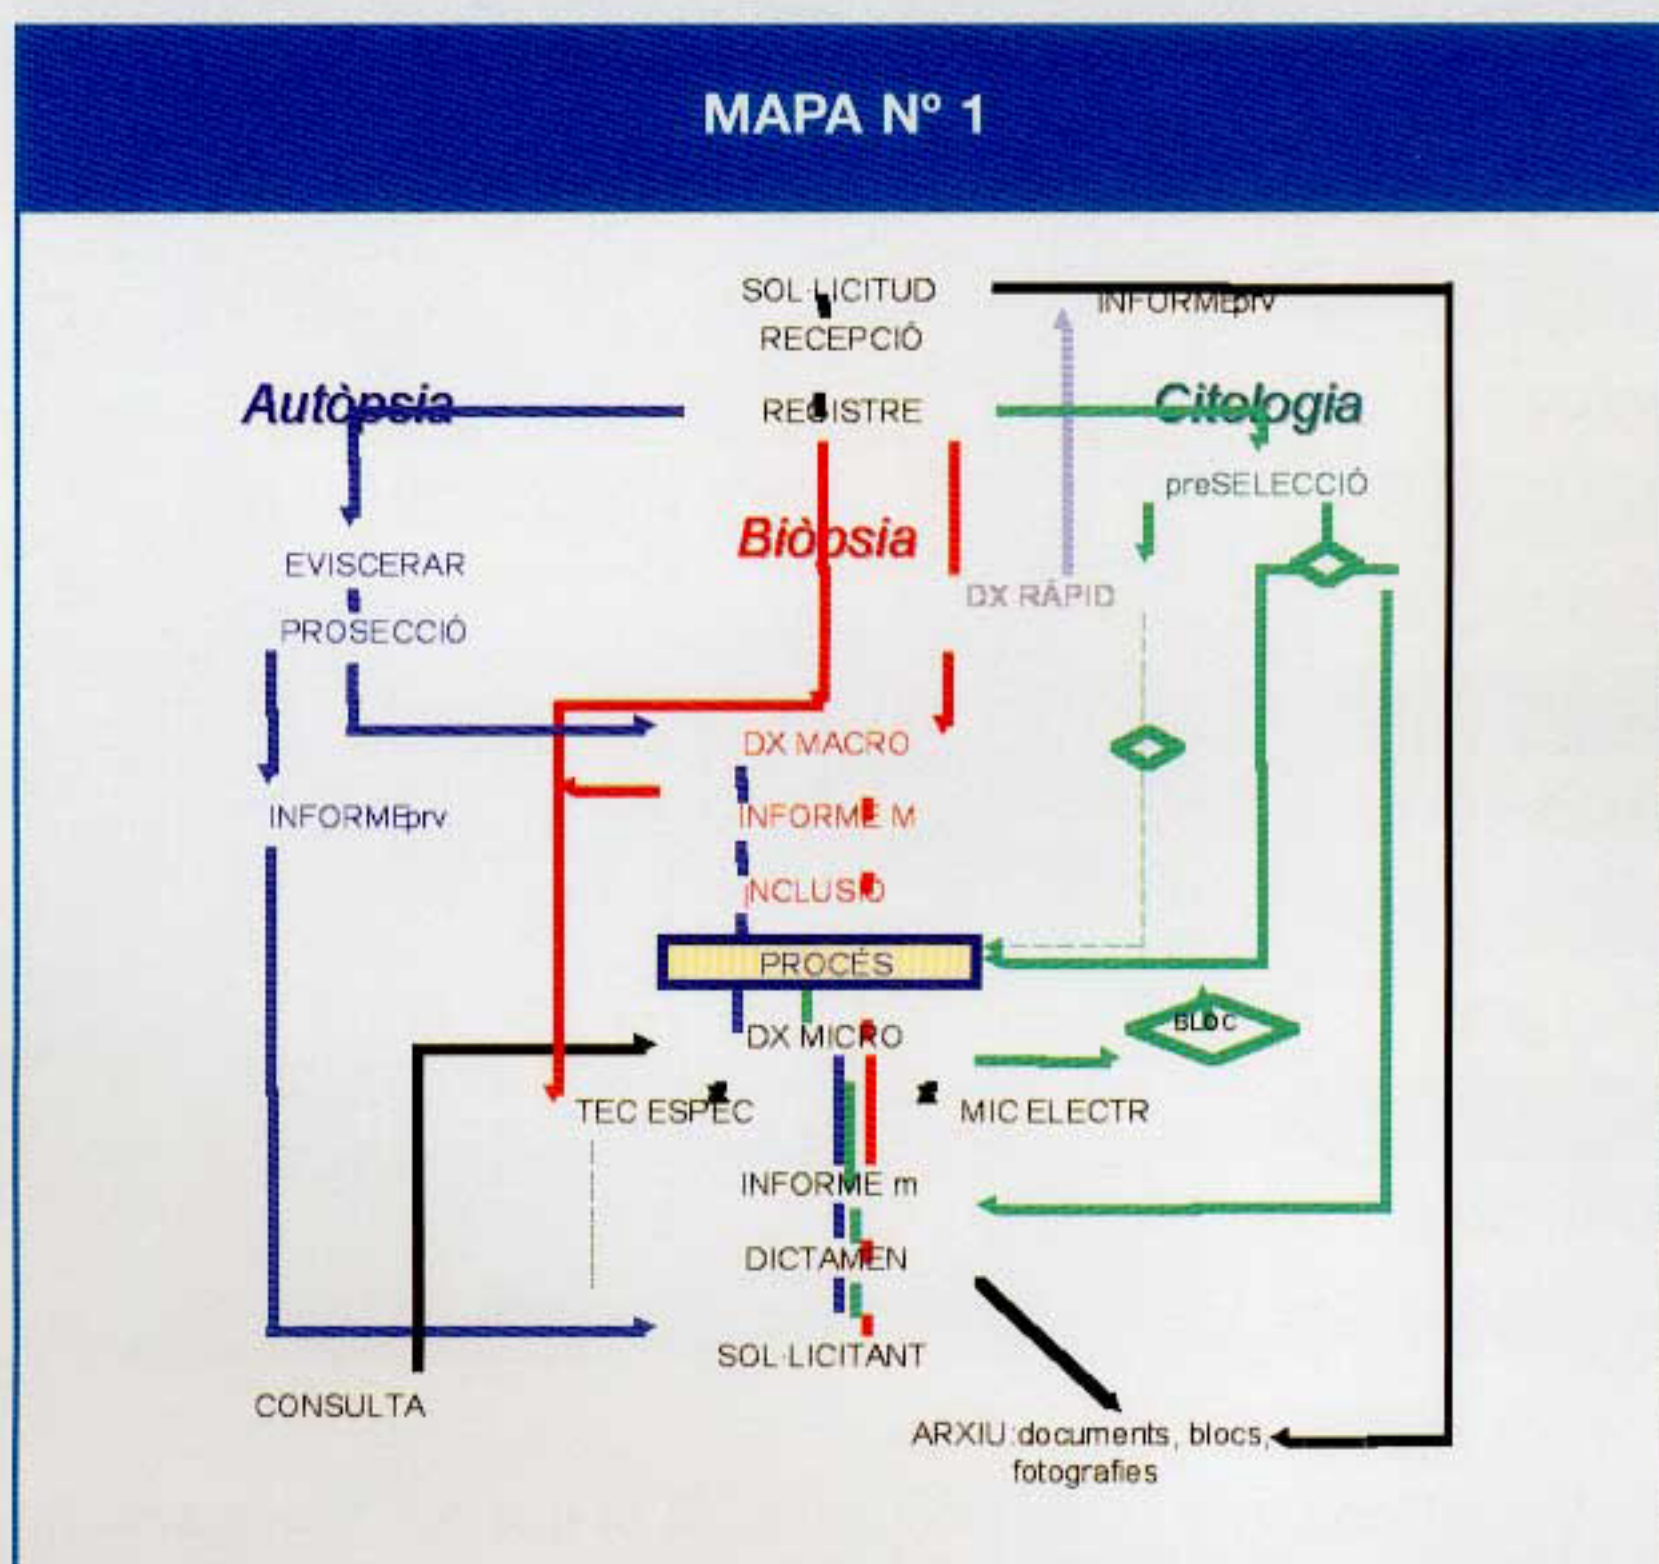 MAPA Nº 1
SOL·LICITUD
INFORMEprv
RECEPCIÓ
Autòpsia
REGISTRE
Citologia
preSELECCIÓ
Biòpsia
EVISCERAR
DX RÀPID
PROSECCIÓ
DX MACRO
INFORMEprv
INFORME M
INCLUSIÓ
PROCÉS
BLOC
DX MICRO
TEC ESPEC
MIC ELECTR
INFORME m
DICTAMEN
SOL·LICITANT
CONSULTA
ARXIU:documents, blocs,
fotografies